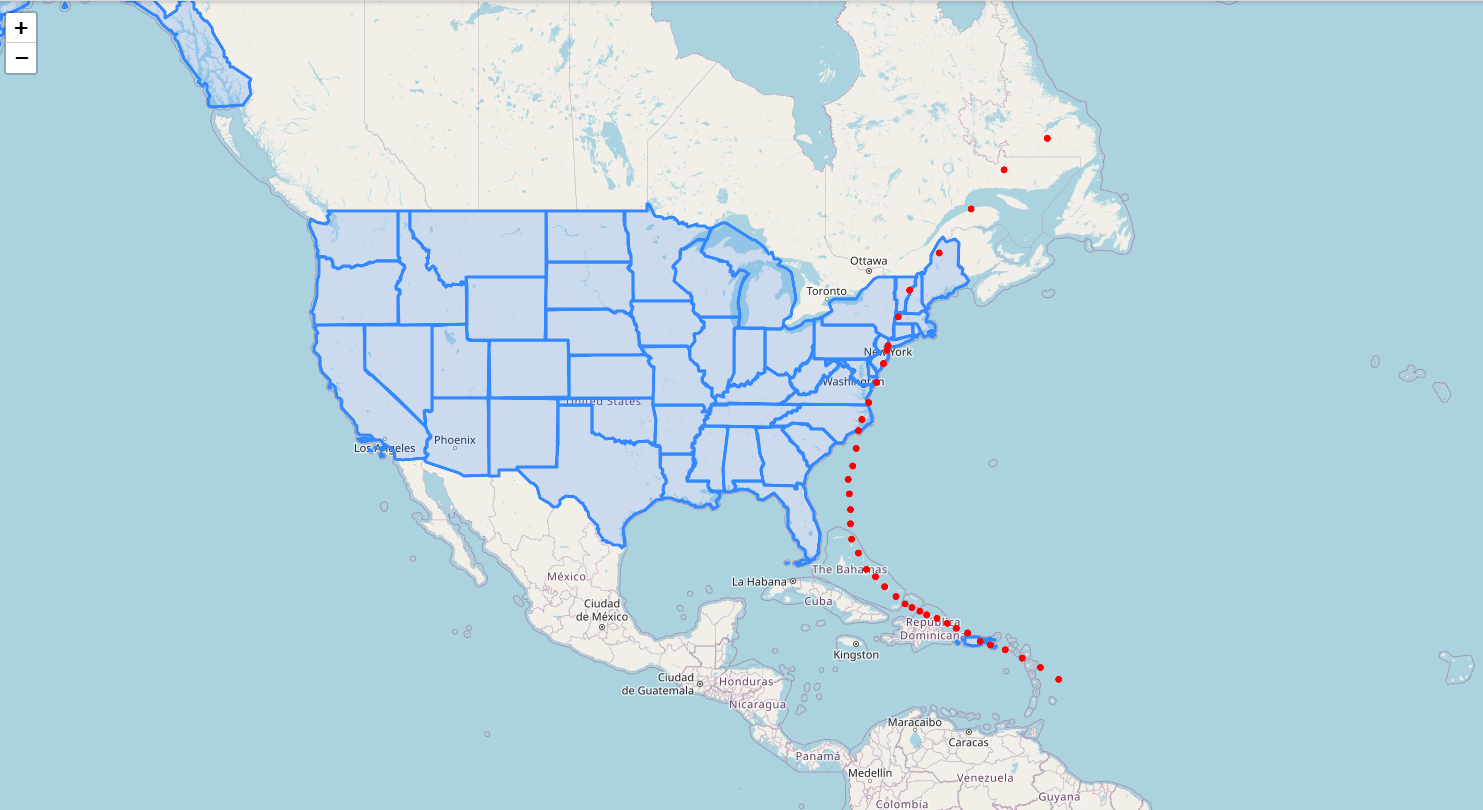 +
−
Ottawa
Toronto
New York
Washington
United States
Los Angeles
Phoenix
México
La Habana
The Bahamas
Cuba
Ciudad
de México
República
Dominicana
Kingston
Ciudad
de Guatemala
Honduras
Nicaragua
Maracaibo
Caracas
Panamá
Medellín
Venezuela
Guyana
Colombia